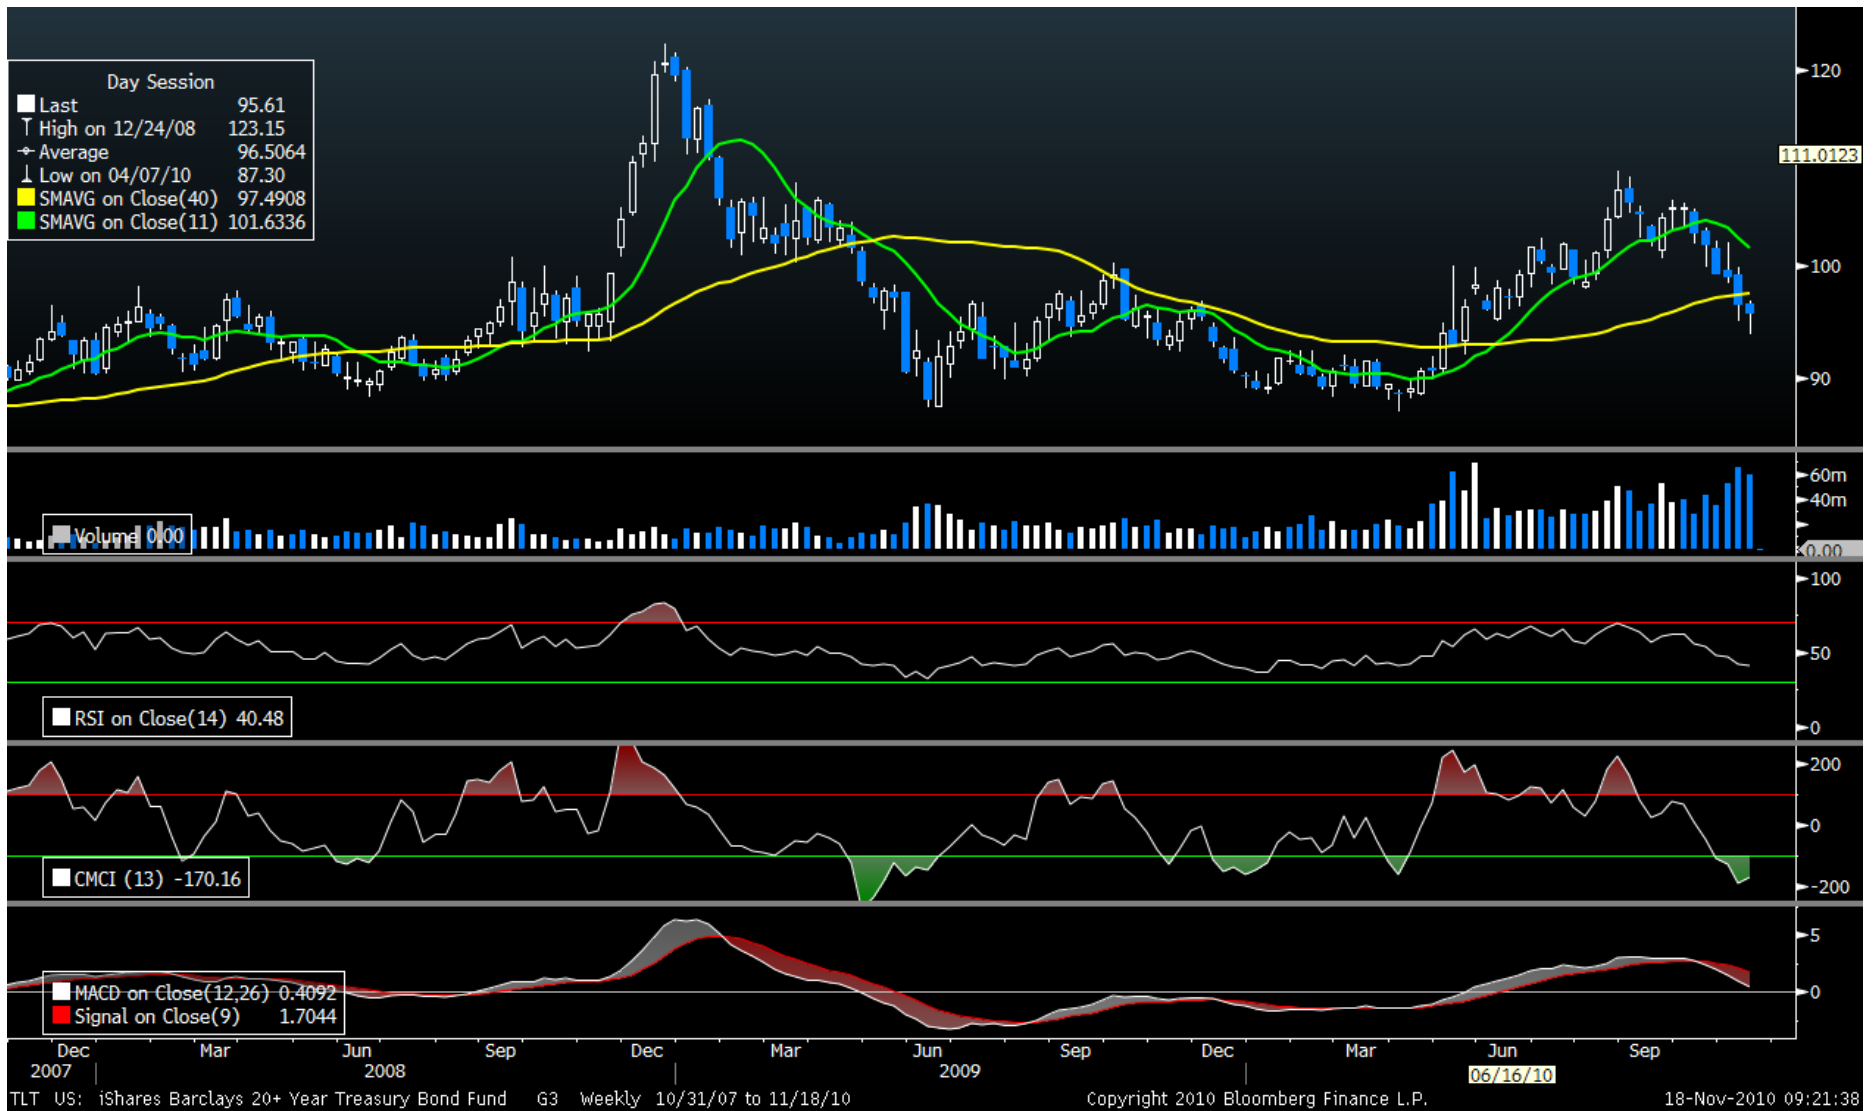 Day Session
Last 95.61
High on 12/24/08 123.15
Average 96.5064
Low on 04/07/10 87.30
SMAVG on Close(40) 97.4908
SMAVG on Close(11) 101.6336
120
111.0123
100
90
60m
40m
Volume 0.00
0.00
100
50
RSI on Close(14) 40.48
0
200
0
CMCI (13) -170.16
-200
5
MACD on Close(12,26) 0.4092
0
Signal on Close(9) 1.7044
Dec Mar Jun Sep Dec Mar Jun Sep Dec Mar Jun Sep
2007 2008 2009 06/16/10
TLT US: iShares Barclays 20+ Year Treasury Bond Fund G3 Weekly 10/31/07 to 11/18/10 Copyright 2010 Bloomberg Finance L.P. 18-Nov-2010 09:21:38